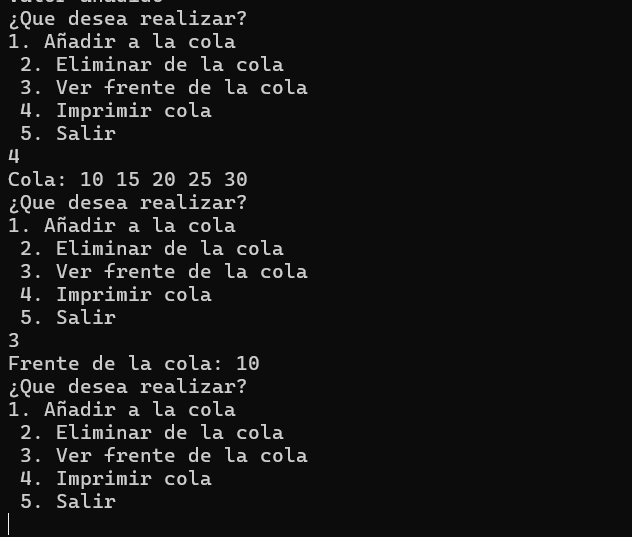 ¿Que desea realizar?
1. Añadir a la cola
 2. Eliminar de la cola
 3. Ver frente de la cola
 4. Imprimir cola
 5. Salir
4
Cola: 10 15 20 25 30
¿Que desea realizar?
1. Añadir a la cola
 2. Eliminar de la cola
 3. Ver frente de la cola
 4. Imprimir cola
 5. Salir
3
Frente de la cola: 10
¿Que desea realizar?
1. Añadir a la cola
 2. Eliminar de la cola
 3. Ver frente de la cola
 4. Imprimir cola
 5. Salir